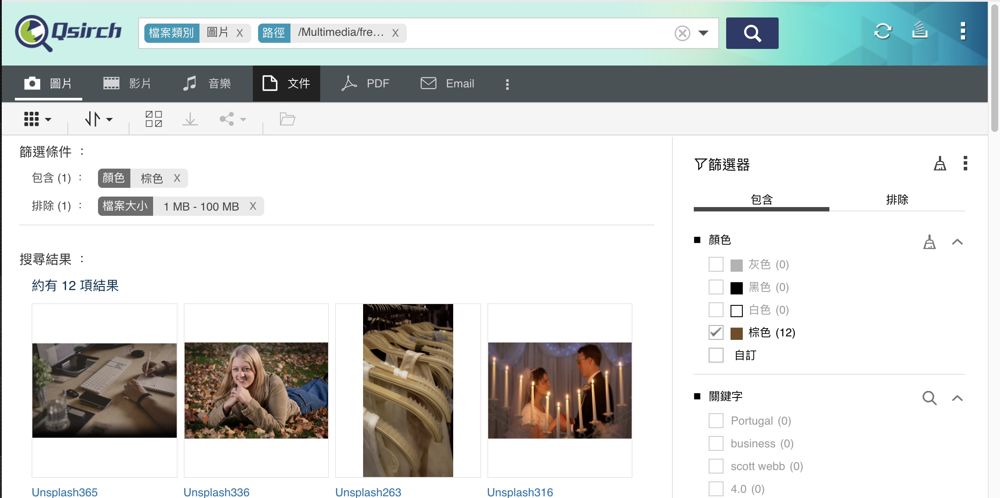 Qsirch
檔案類別 圖片 X 路徑 /Multimedia/fre... X
圖片 影片 音樂 文件 PDF Email
篩選條件 :
包含 (1) : 顏色 棕色 X
排除 (1) : 檔案大小 1 MB - 100 MB X
搜尋結果 :
約有 12 項結果
Unsplash365 Unsplash336 Unsplash263 Unsplash316
篩選器
包含 排除
顏色
灰色 (0)
黑色 (0)
白色 (0)
棕色 (12)
自訂
關鍵字
Portugal (0)
business (0)
scott webb (0)
4.0 (0)